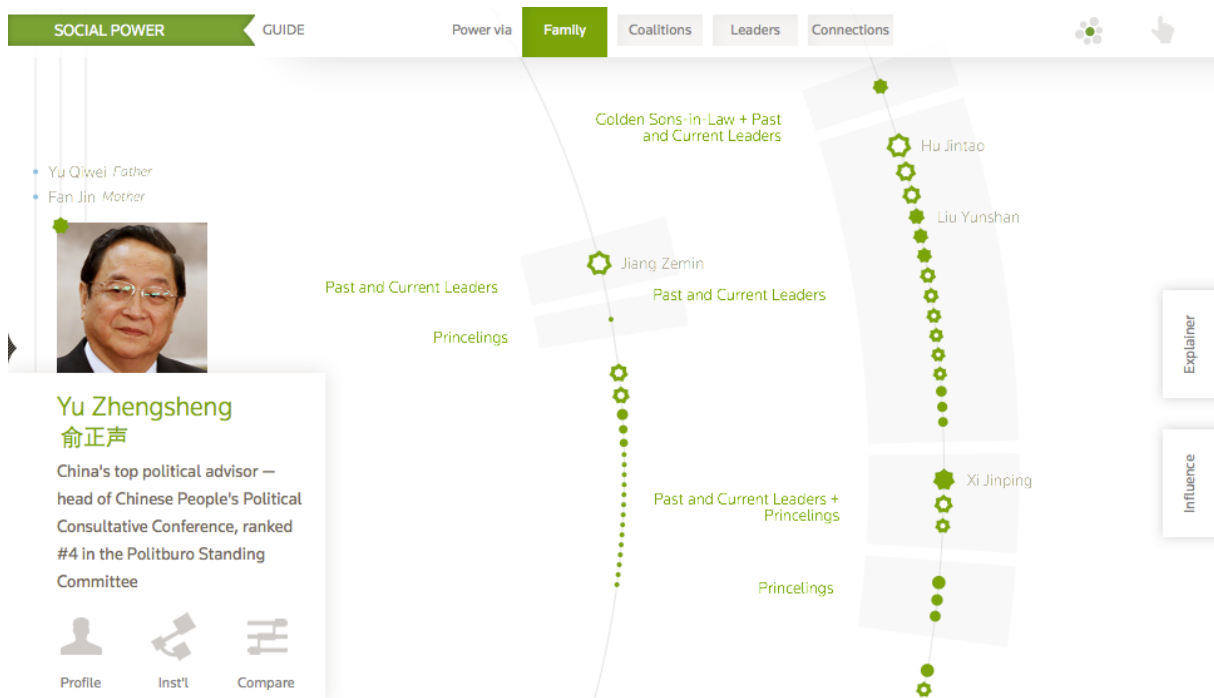 SOCIAL POWER
GUIDE
Power via
Family
Coalitions
Leaders
Connections
Yu Qiwei Father
Fan Jin Mother
Yu Zhengsheng
俞正声
China's top political advisor —
head of Chinese People's Political
Consultative Conference, ranked
#4 in the Politburo Standing
Committee
Profile
Inst'l
Compare
Jiang Zemin
Past and Current Leaders
Princelings
Golden Sons-in-Law + Past
and Current Leaders
Hu Jintao
Liu Yunshan
Past and Current Leaders
Xi Jinping
Past and Current Leaders +
Princelings
Princelings
Explainer
Influence